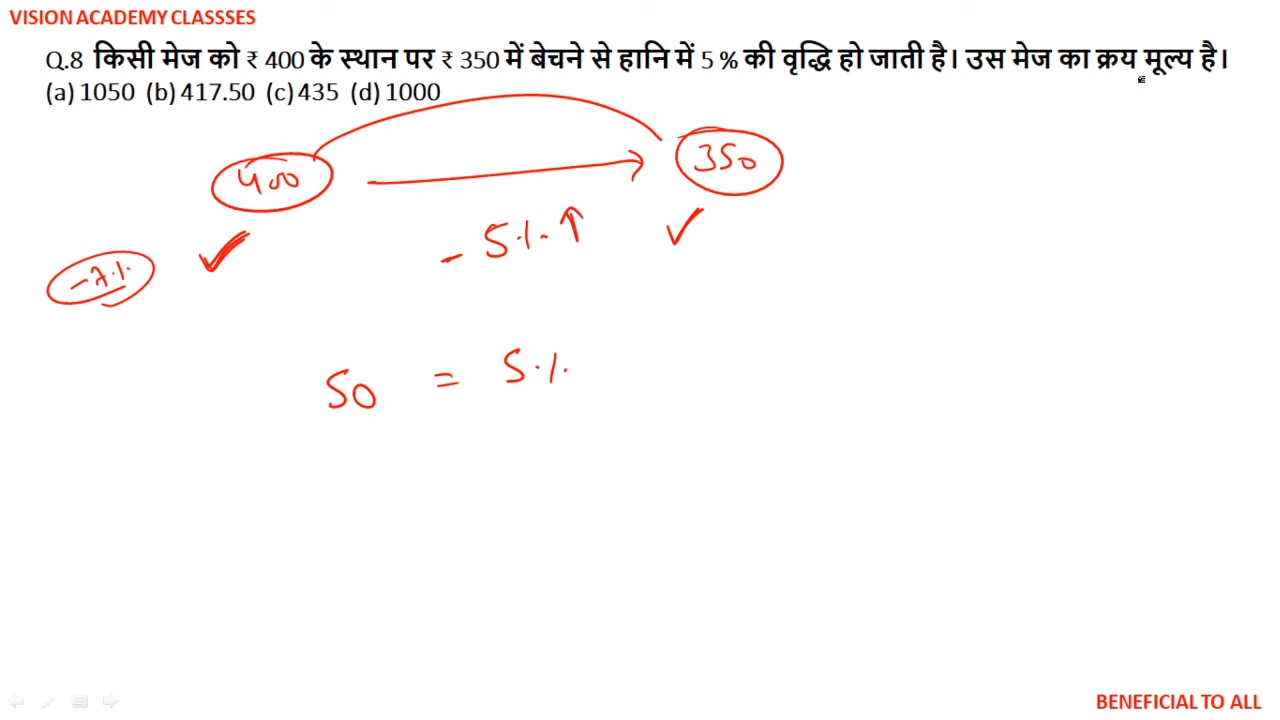 VISION ACADEMY CLASSSES
Q.8 किसी मेज को ₹ 400 के स्थान पर ₹ 350 में बेचने से हानि में 5 % की वृद्धि हो जाती है। उस मेज का क्रय मूल्य है।
(a) 1050 (b) 417.50 (c) 435 (d) 1000
400 350
- 5% ↑
- 7%
50 = 5%
BENEFICIAL TO ALL